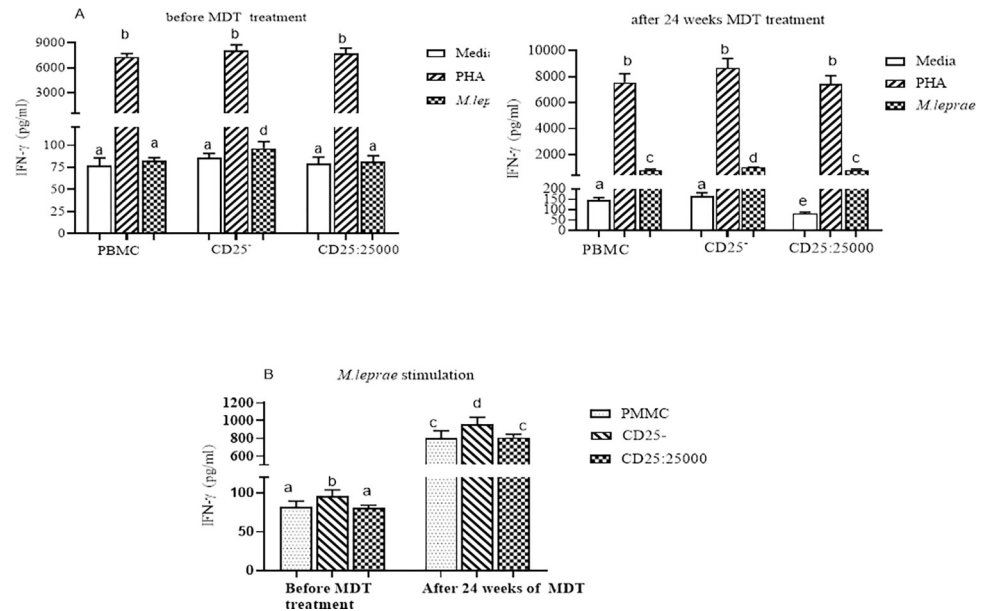 A
before MDT treatment
9000
6000
3000
100
75
50
25
0
IFN-γ (pg/ml)
b
b
b
a
a
a
d
a
a
PBMC
CD25-
CD25:25000
Media
PHA
M.lep
after 24 weeks MDT treatment
10000
8000
6000
4000
2000
200
150
100
50
0
IFN-γ (pg/ml)
b
b
b
a
c
a
d
e
c
PBMC
CD25-
CD25:25000
Media
PHA
M.leprae
B
M.leprae stimulation
1200
1000
800
600
100
50
0
IFN-γ (pg/ml)
a
b
a
c
d
c
Before MDT
treatment
After 24 weeks of MDT
PMMC
CD25-
CD25:25000